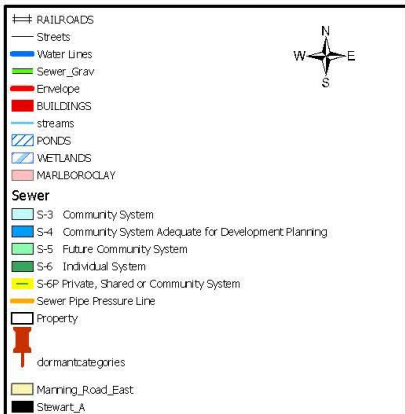 RAILROADS
Streets
Water Lines
Sewer_Grav
Envelope
BUILDINGS
streams
PONDS
WETLANDS
MARLBOROCLAY
Sewer
S-3 Community System
S-4 Community System Adequate for Development Planning
S-5 Future Community System
S-6 Individual System
S-6P Private, Shared or Community System
Sewer Pipe Pressure Line
Property
dormantcategories
Manning_Road_East
Stewart_A
N
W E
S